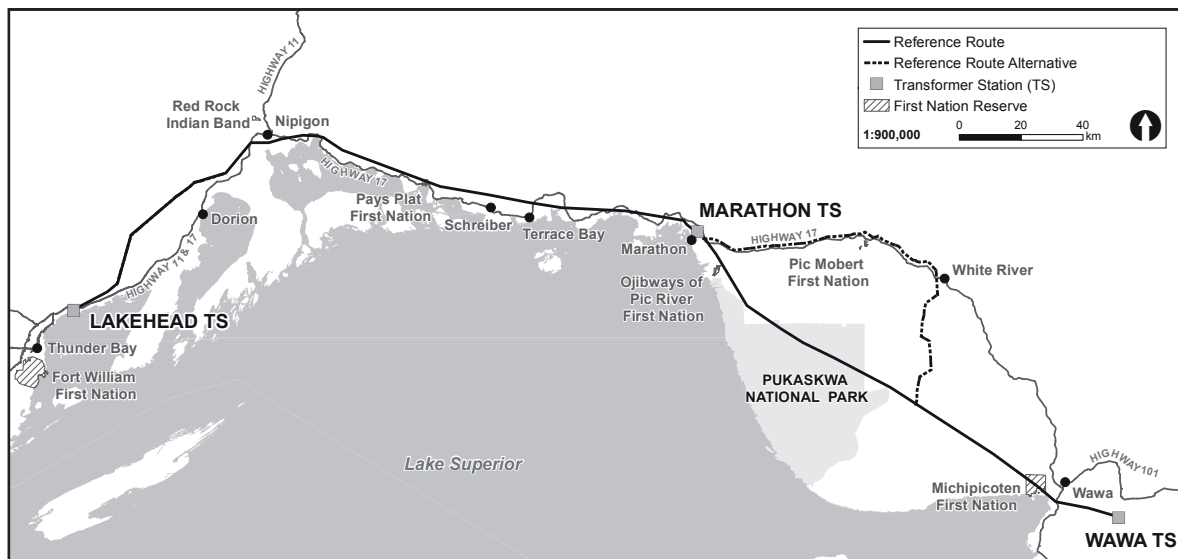 Reference Route
Reference Route Alternative
Transformer Station (TS)
First Nation Reserve
1:900,000
0 20 40
km
HIGHWAY 11
Red Rock
Indian Band
Nipigon
HIGHWAY 17
Pays Plat
First Nation
Schreiber
Terrace Bay
Dorion
HIGHWAY 11 & 17
MARATHON TS
Marathon
HIGHWAY 17
Pic Mobert
First Nation
White River
Ojibways of
Pic River
First Nation
LAKEHEAD TS
Thunder Bay
Fort William
First Nation
PUKASKWA
NATIONAL PARK
Lake Superior
HIGHWAY 101
Michipicoten
First Nation
Wawa
WAWA TS